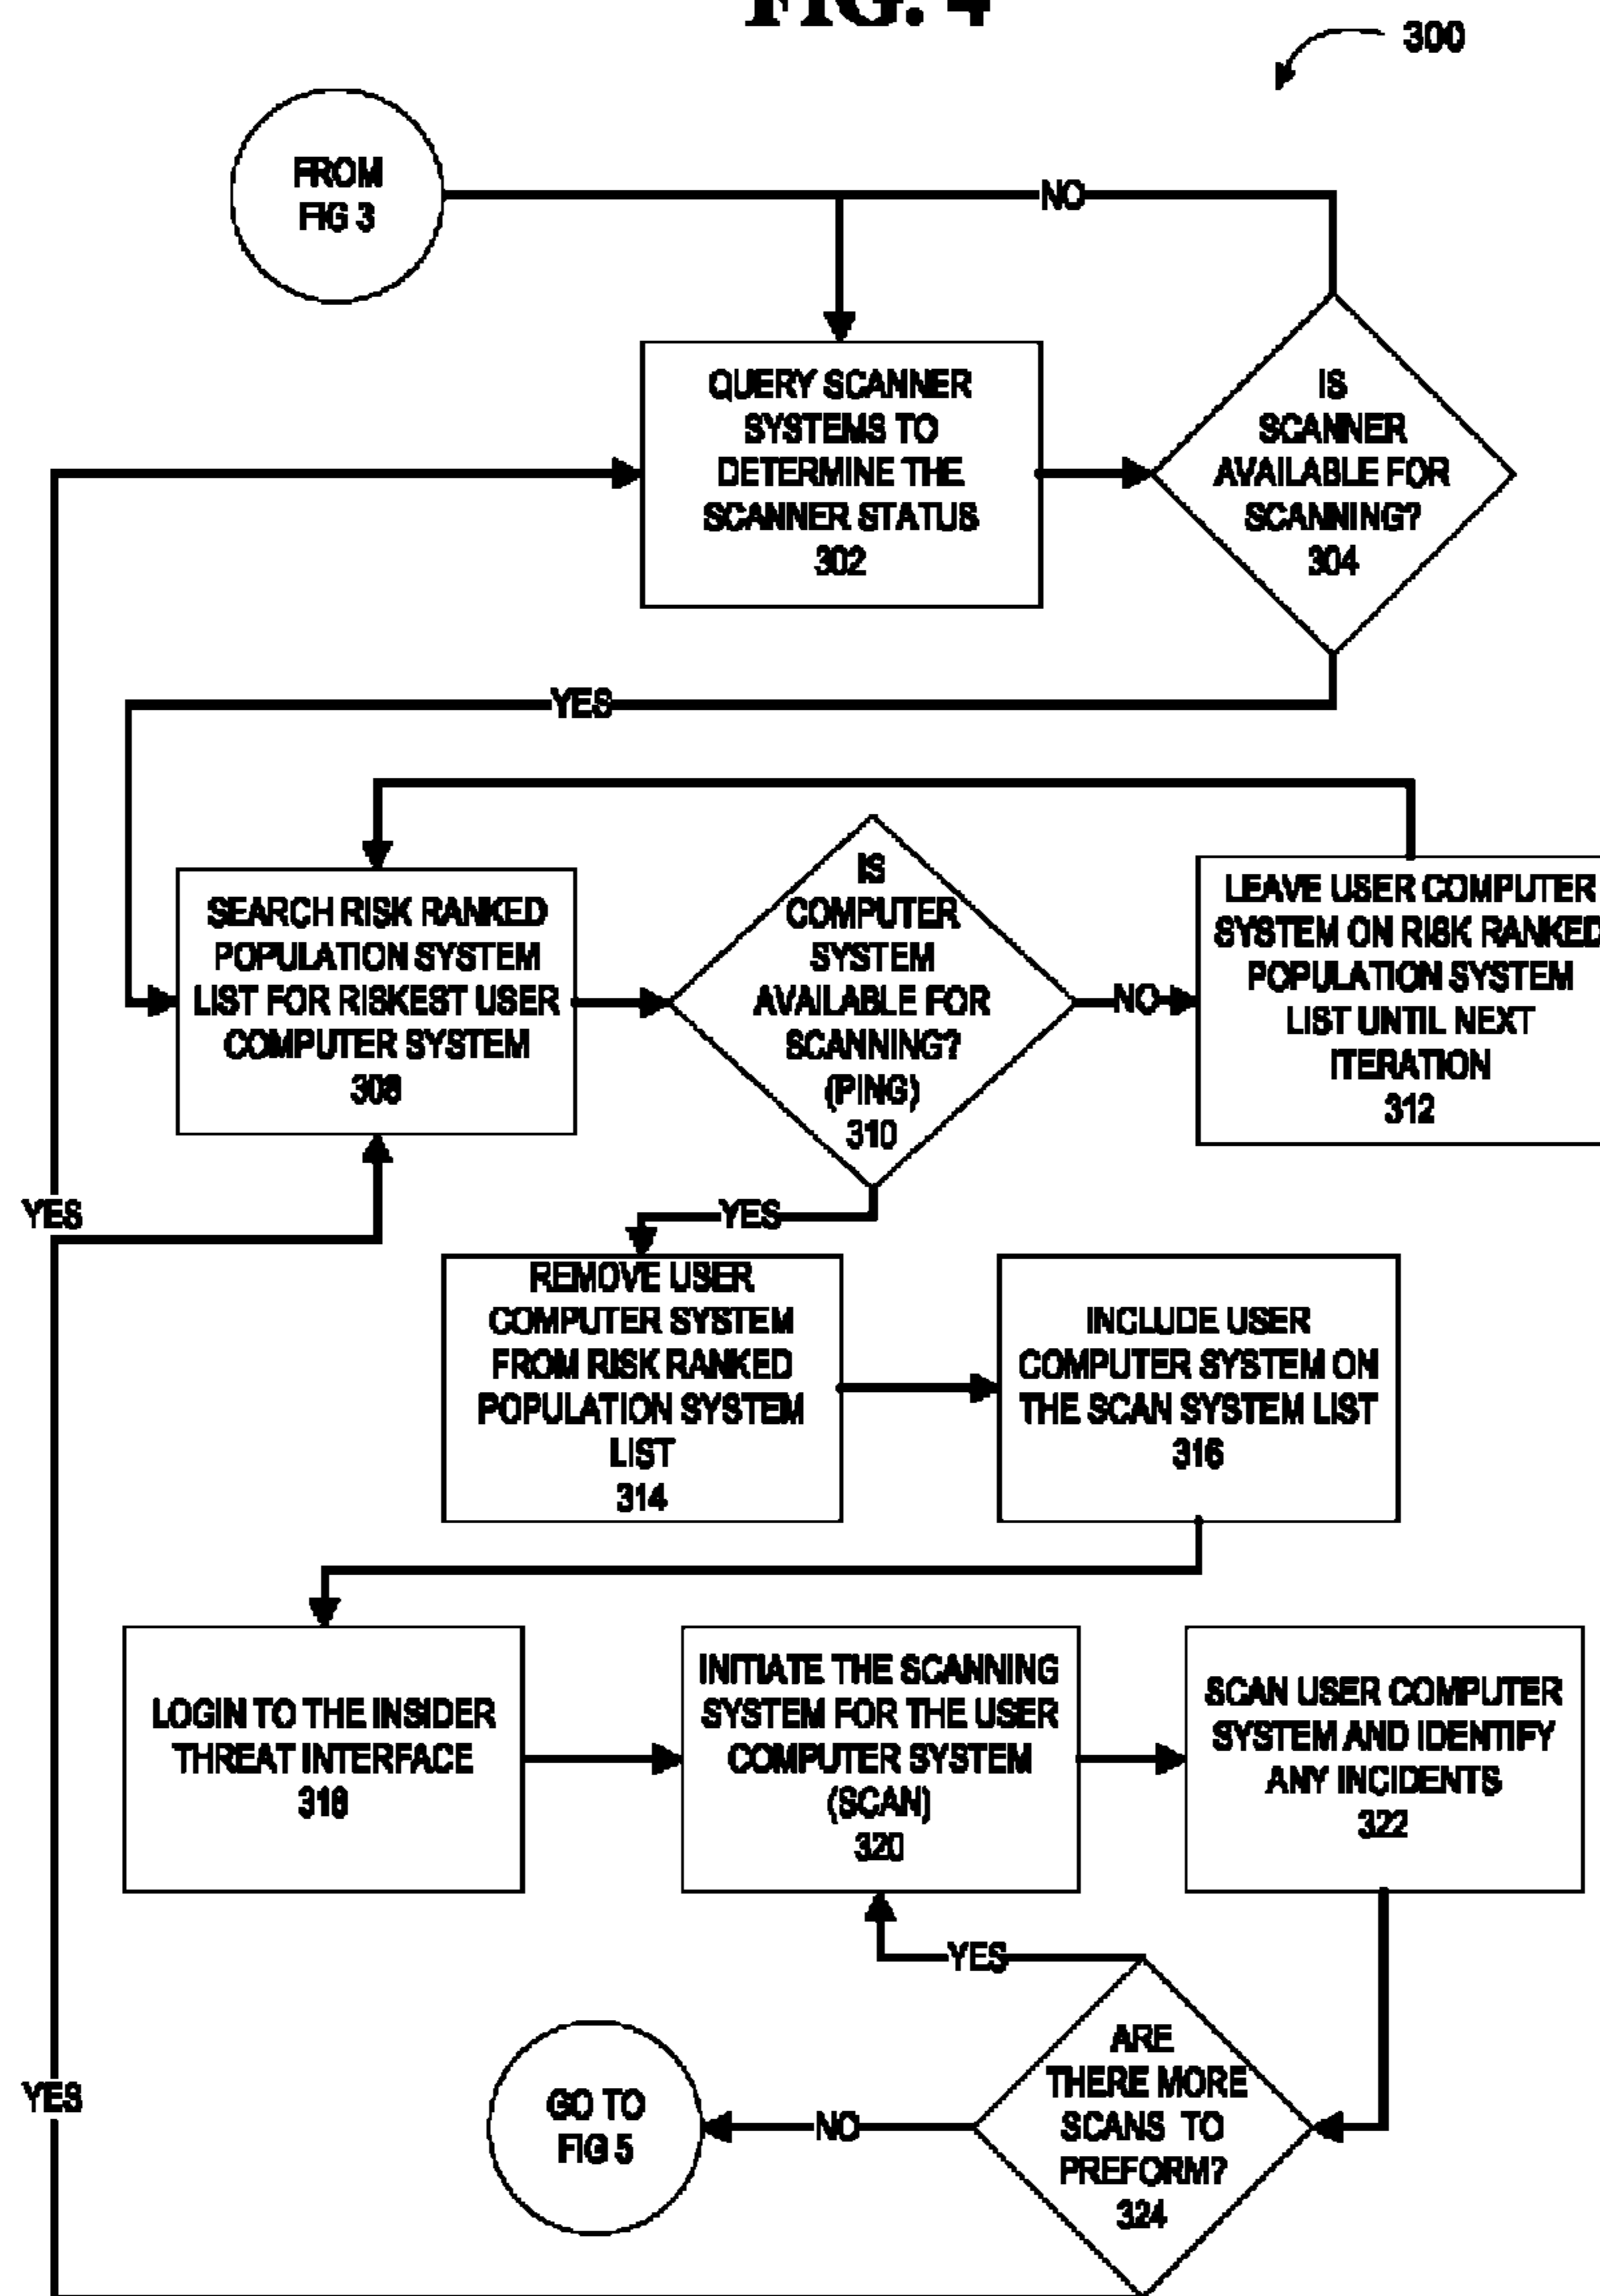 FIG. 4
300
FROM
FIG 3
NO
QUERY SCANNER
SYSTEMS TO
DETERMINE THE
SCANNER STATUS
302
IS
SCANNER
AVAILABLE FOR
SCANNING?
304
YES
SEARCH RISK RANKED
POPULATION SYSTEM
LIST FOR RISKEST USER
COMPUTER SYSTEM
308
IS
COMPUTER
SYSTEM
AVAILABLE FOR
SCANNING?
(PING)
310
NO
LEAVE USER COMPUTER
SYSTEM ON RISK RANKED
POPULATION SYSTEM
LIST UNTIL NEXT
ITERATION
312
YES
YES
REMOVE USER
COMPUTER SYSTEM
FROM RISK RANKED
POPULATION SYSTEM
LIST
314
INCLUDE USER
COMPUTER SYSTEM ON
THE SCAN SYSTEM LIST
316
LOGIN TO THE INSIDER
THREAT INTERFACE
318
INITIATE THE SCANNING
SYSTEM FOR THE USER
COMPUTER SYSTEM
(SCAN)
320
SCAN USER COMPUTER
SYSTEM AND IDENTIFY
ANY INCIDENTS
322
YES
YES
GO TO
FIG 5
NO
ARE
THERE MORE
SCANS TO
PREFORM?
324